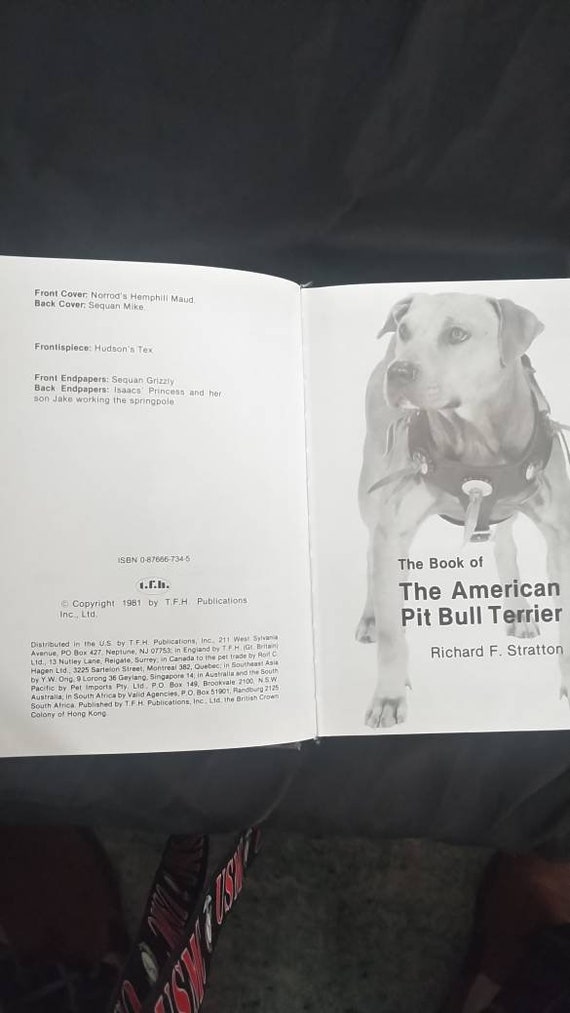 Front Cover: Norrod's Hemphill Maud.
Back Cover: Sequan Mike
Frontispiece: Hudson's Tex
Front Endpapers: Sequan Grizzly
Back Endpapers: Isaacs' Princess and her
son Jake working the springpole
ISBN 0-87666-734-5
t.f.h.
© Copyright 1981 by T.F.H. Publications
Inc., Ltd.
Distributed in the U.S. by T.F.H. Publications, Inc., 211 West Sylvania
Avenue, PO Box 427, Neptune, NJ 07753; in England by T.F.H. (Gt. Britain)
Ltd., 13 Nutley Lane, Reigate, Surrey; in Canada to the pet trade by Rolf C.
Hagen Ltd., 3225 Sartelon Street, Montreal 382, Quebec; in Southeast Asia
by Y.W. Ong, 9 Lorong 36 Geylang, Singapore 14; in Australia and the South
Pacific by Pet Imports Pty. Ltd., P.O. Box 149, Brookvale 2100, N.S.W.
Australia; in South Africa by Valid Agencies, P.O. Box 51901, Randburg 2125
South Africa. Published by T.F.H. Publications, Inc., Ltd. the British Crown
Colony of Hong Kong.
The Book of
The American
Pit Bull Terrier
Richard F. Stratton
USM
USM